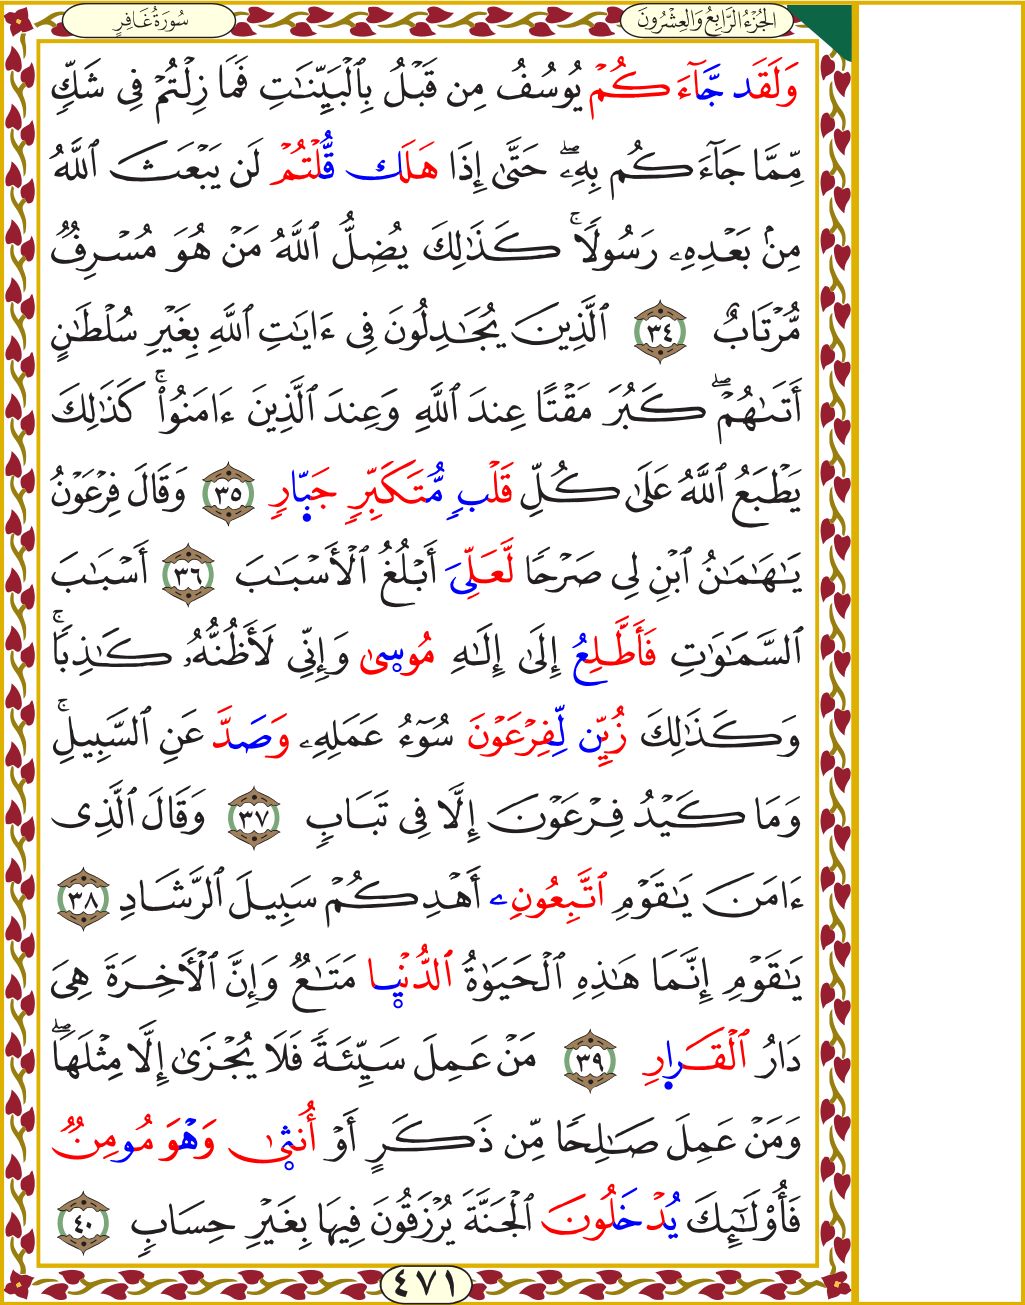 الجُزْءُ الرَّابِعُ وَالعِشْرُونَ
سُورَةُ غَافِرٍ
وَلَقَد جَّآءَكُمۡ يُوسُفُ مِن قَبۡلُ بِٱلۡبَيِّنَٰتِ فَمَا زِلۡتُمۡ فِى شَكّٖ
مِّمَّا جَآءَكُم بِهِۦۖ حَتَّىٰٓ إِذَا هَلَك قُّلۡتُمۡ لَن يَبۡعَثَ ٱللَّهُ
مِنۢ بَعۡدِهِۦ رَسُولٗاۚ كَذَٰلِكَ يُضِلُّ ٱللَّهُ مَنۡ هُوَ مُسۡرِفٞ
مُّرۡتَابٌ ٣٤ ٱلَّذِينَ يُجَٰدِلُونَ فِى ءَايَٰتِ ٱللَّهِ بِغَيۡرِ سُلۡطَٰنٍ
أَتَىٰهُمۡۖ كَبُرَ مَقۡتًا عِندَ ٱللَّهِ وَعِندَ ٱلَّذِينَ ءَامَنُواْۚ كَذَٰلِكَ
يَطۡبَعُ ٱللَّهُ عَلَىٰ كُلِّ قَلۡبٖ مُّتَكَبِّرٖ جَبّ۪ارٖ ٣٥ وَقَالَ فِرۡعَوۡنُ
يَٰهَٰمَٰنُ ٱبۡنِ لِى صَرۡحٗا لَّعَلِّىَ أَبۡلُغُ ٱلۡأَسۡبَٰبَ ٣٦ أَسۡبَٰبَ
ٱلسَّمَٰوَٰتِ فَأَطَّلِعُ إِلَىٰٓ إِلَٰهِ مُوس۪ىٰ وَإِنِّى لَأَظُنُّهُۥ كَٰذِبٗاۚ
وَكَذَٰلِكَ زُيِّن لِّفِرۡعَوۡنَ سُوٓءُ عَمَلِهِۦ وَصَدَّ عَنِ ٱلسَّبِيلِۚ
وَمَا كَيۡدُ فِرۡعَوۡنَ إِلَّا فِى تَبَابٖ ٣٧ وَقَالَ ٱلَّذِىٓ
ءَامَنَ يَٰقَوۡمِ ٱتَّبِعُونِۦ أَهۡدِكُمۡ سَبِيلَ ٱلرَّشَادِ ٣٨
يَٰقَوۡمِ إِنَّمَا هَٰذِهِ ٱلۡحَيَوٰةُ ٱلدُّنۡي۪ا مَتَٰعٞ وَإِنَّ ٱلۡأٓخِرَةَ هِىَ
دَارُ ٱلۡقَر۪ارِ ٣٩ مَنۡ عَمِلَ سَيِّئَةٗ فَلَا يُجۡزَىٰٓ إِلَّا مِثۡلَهَاۖ
وَمَنۡ عَمِلَ صَٰلِحٗا مِّن ذَكَرٍ أَوۡ أُنث۪ىٰ وَهۡوَ مُومِنٞ
فَأُوْلَٰٓئِكَ يُدۡخَلُونَ ٱلۡجَنَّةَ يُرۡزَقُونَ فِيهَا بِغَيۡرِ حِسَابٖ ٤٠
٤٧١